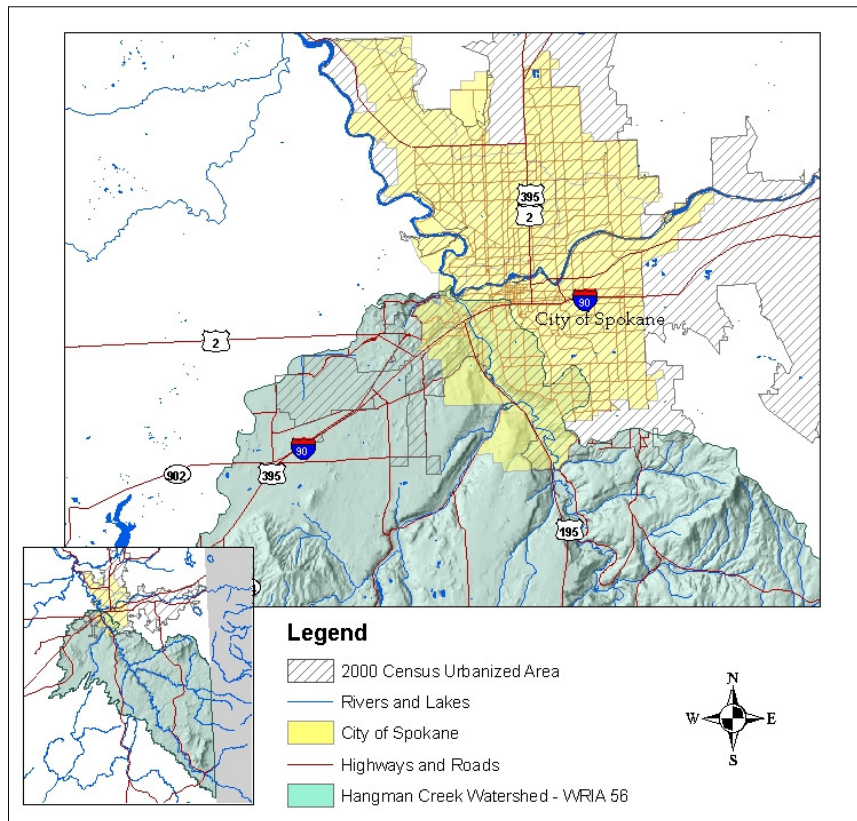 395
2
90
City of Spokane
2
90
902
395
195
Legend
2000 Census Urbanized Area
Rivers and Lakes
City of Spokane
Highways and Roads
Hangman Creek Watershed - WRIA 56
N
W
E
S